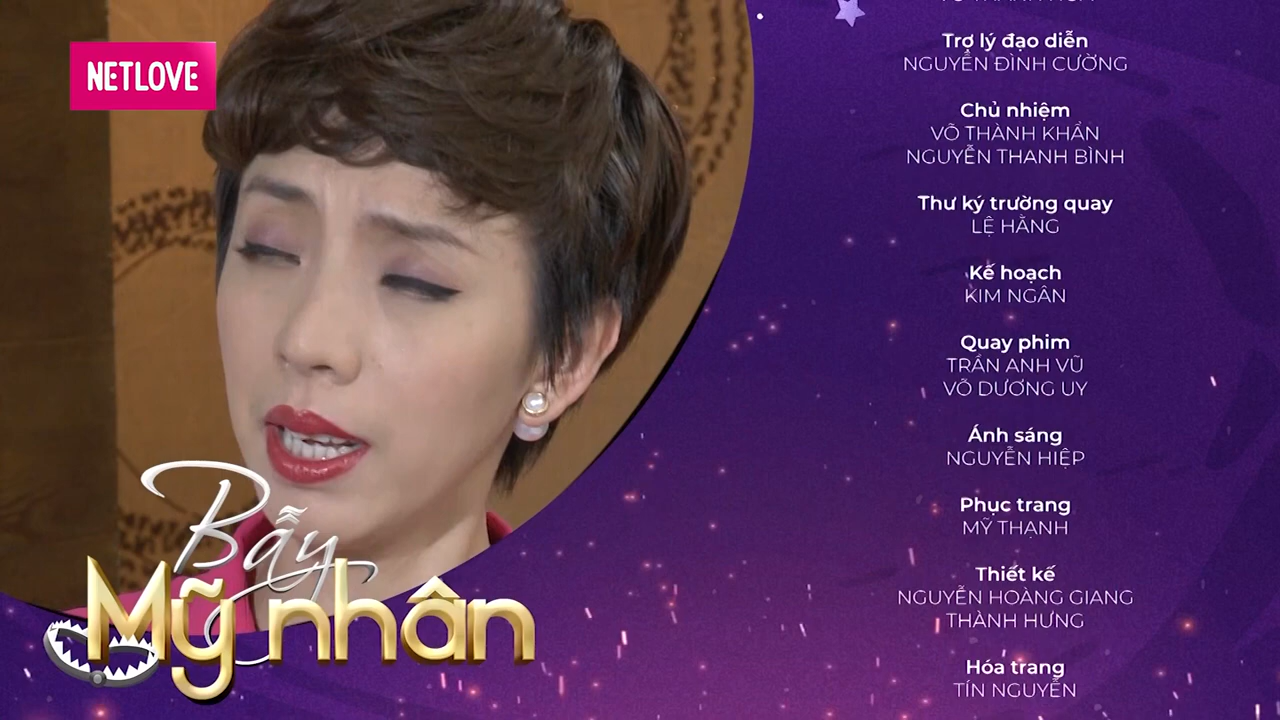 NETLOVE
Bẫy
Mỹ nhân
Trợ lý đạo diễn
NGUYỄN ĐÌNH CƯỜNG
Chủ nhiệm
VÕ THÀNH KHẨN
NGUYỄN THANH BÌNH
Thư ký trường quay
LỆ HẰNG
Kế hoạch
KIM NGÂN
Quay phim
TRẦN ANH VŨ
VÕ DƯƠNG UY
Ánh sáng
NGUYỄN HIỆP
Phục trang
MỸ THẠNH
Thiết kế
NGUYỄN HOÀNG GIANG
THÀNH HƯNG
Hóa trang
TÍN NGUYỄN